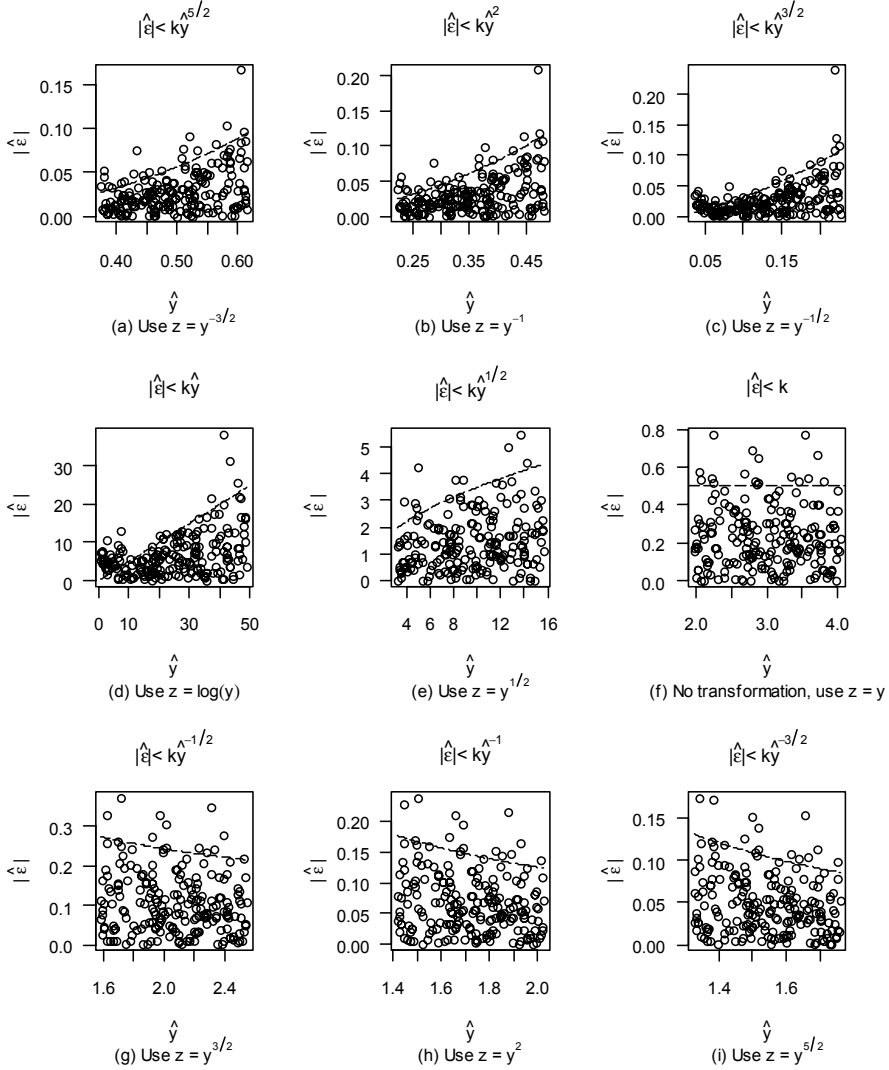 |ε̂| < kŷ^5/2
|ε̂| < kŷ^2
|ε̂| < kŷ^3/2
0.15
0.10
0.05
0.00
|ε̂|
0.40 0.50 0.60
ŷ
(a) Use z = y^−3/2
0.20
0.15
0.10
0.05
0.00
|ε̂|
0.25 0.35 0.45
ŷ
(b) Use z = y^−1
0.20
0.15
0.10
0.05
0.00
|ε̂|
0.05 0.15
ŷ
(c) Use z = y^−1/2
|ε̂| < kŷ
|ε̂| < kŷ^1/2
|ε̂| < k
30
20
10
0
|ε̂|
0 10 30 50
ŷ
(d) Use z = log(y)
5
4
3
2
1
0
|ε̂|
4 6 8 12 16
ŷ
(e) Use z = y^1/2
0.8
0.6
0.4
0.2
0.0
|ε̂|
2.0 3.0 4.0
ŷ
(f) No transformation, use z = y
|ε̂| < kŷ^−1/2
|ε̂| < kŷ^−1
|ε̂| < kŷ^−3/2
0.3
0.2
0.1
0.0
|ε̂|
1.6 2.0 2.4
ŷ
(g) Use z = y^3/2
0.20
0.15
0.10
0.05
0.00
|ε̂|
1.4 1.6 1.8 2.0
ŷ
(h) Use z = y^2
0.15
0.10
0.05
0.00
|ε̂|
1.4 1.6
ŷ
(i) Use z = y^5/2